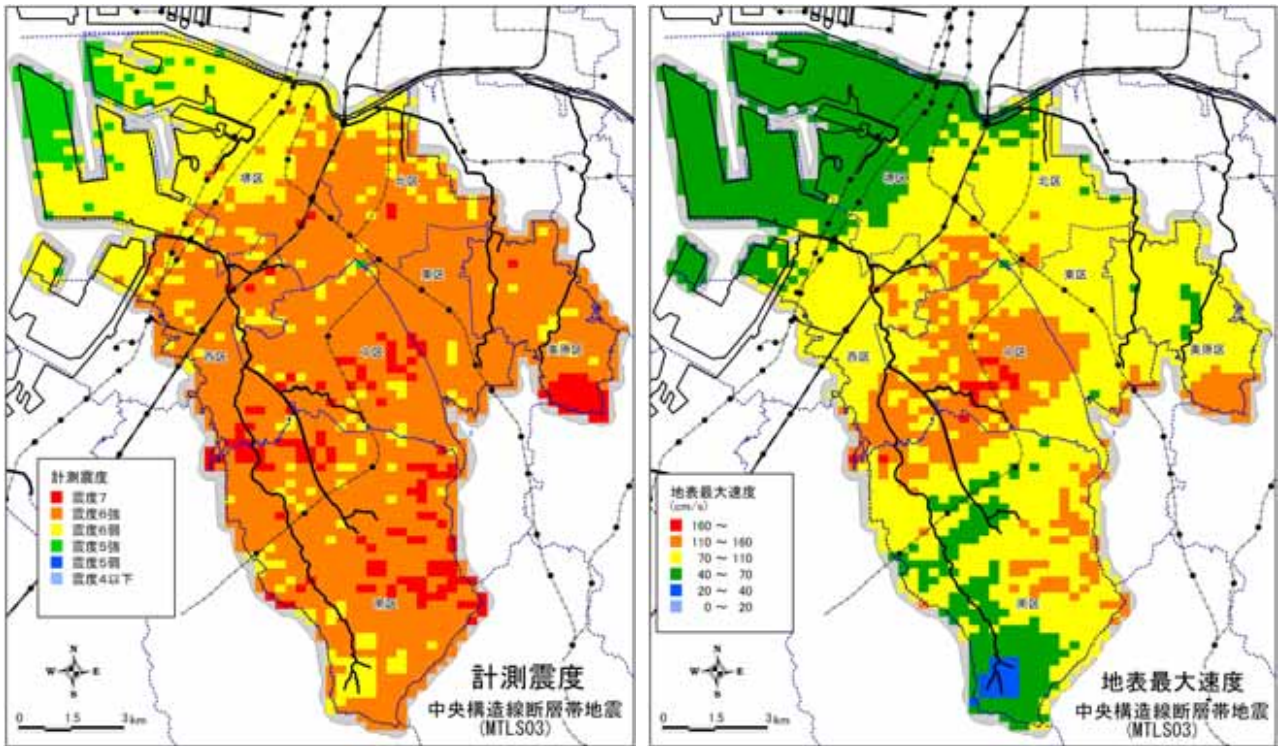 堺区
北区
東区
西区
中区
美原区
南区
計測震度
震度7
震度6強
震度6弱
震度5強
震度5弱
震度4以下
N
W E
S
0 1.5 3km
計測震度
中央構造線断層帯地震
(MTLS03)
堺区
北区
東区
西区
中区
美原区
南区
地表最大速度
(cm/s)
160 ～
110 ～ 160
70 ～ 110
40 ～ 70
20 ～ 40
0 ～ 20
N
W E
S
0 1.5 3km
地表最大速度
中央構造線断層帯地震
(MTLS03)